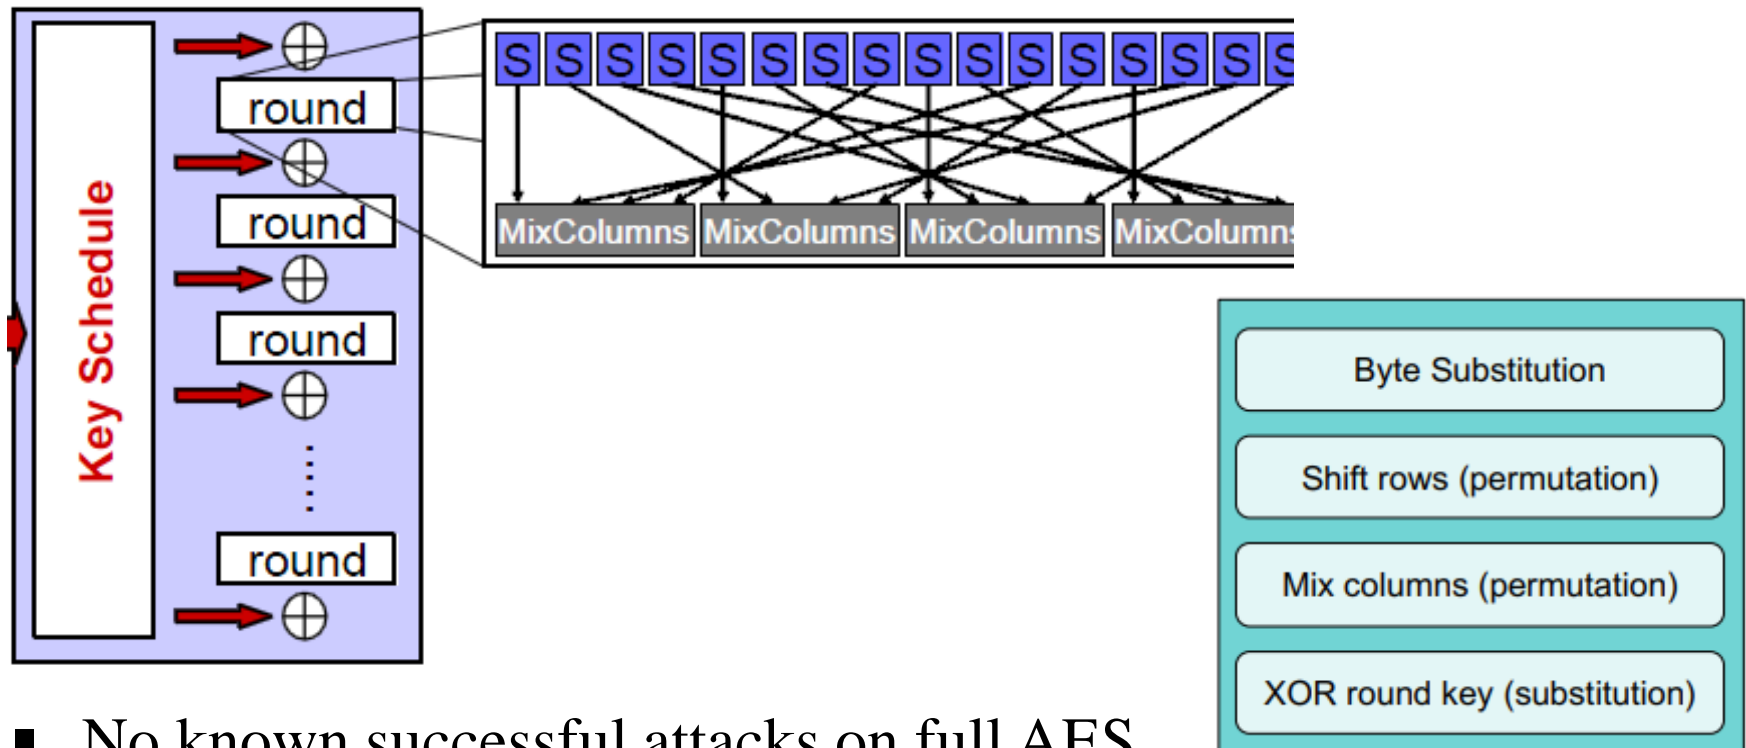 Key Schedule
round
round
round
round
S S S S S S S S S S S S S S S S
MixColumns MixColumns MixColumns MixColumns
Byte Substitution
Shift rows (permutation)
Mix columns (permutation)
XOR round key (substitution)
No known successful attacks on full AES